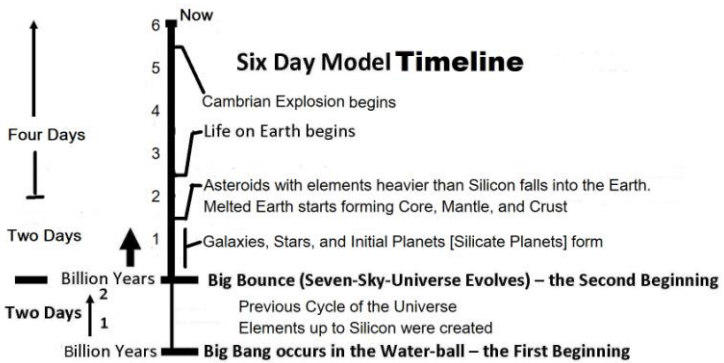 6 Now
Six Day Model Timeline
5
Cambrian Explosion begins
4
Four Days
Life on Earth begins
3
Asteroids with elements heavier than Silicon falls into the Earth.
2
Melted Earth starts forming Core, Mantle, and Crust
Two Days
1
Galaxies, Stars, and Initial Planets [Silicate Planets] form
Billion Years Big Bounce (Seven-Sky-Universe Evolves) – the Second Beginning
2
Previous Cycle of the Universe
Two Days
1
Elements up to Silicon were created
Billion Years Big Bang occurs in the Water-ball – the First Beginning